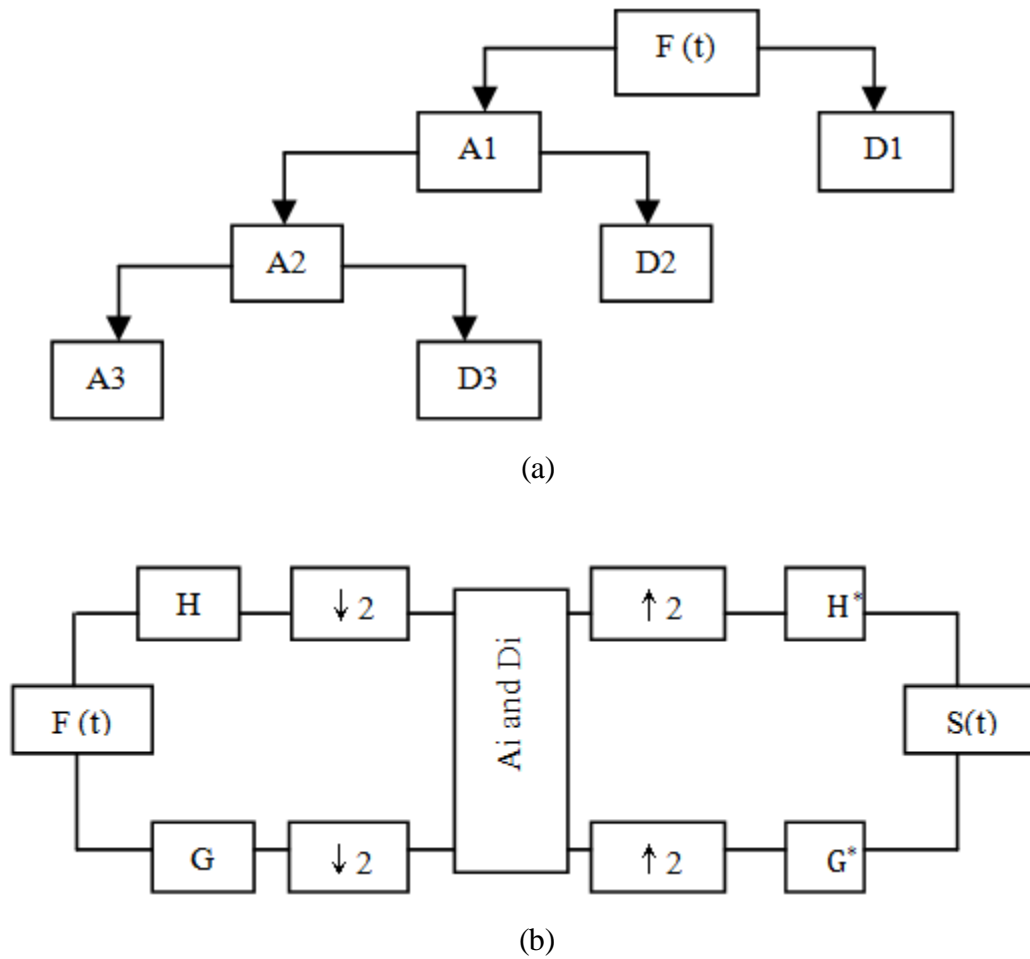 F (t)
A1
D1
A2
D2
A3
D3
(a)
H
↓ 2
↑ 2
H*
Ai and Di
F (t)
S(t)
G
↓ 2
↑ 2
G*
(b)